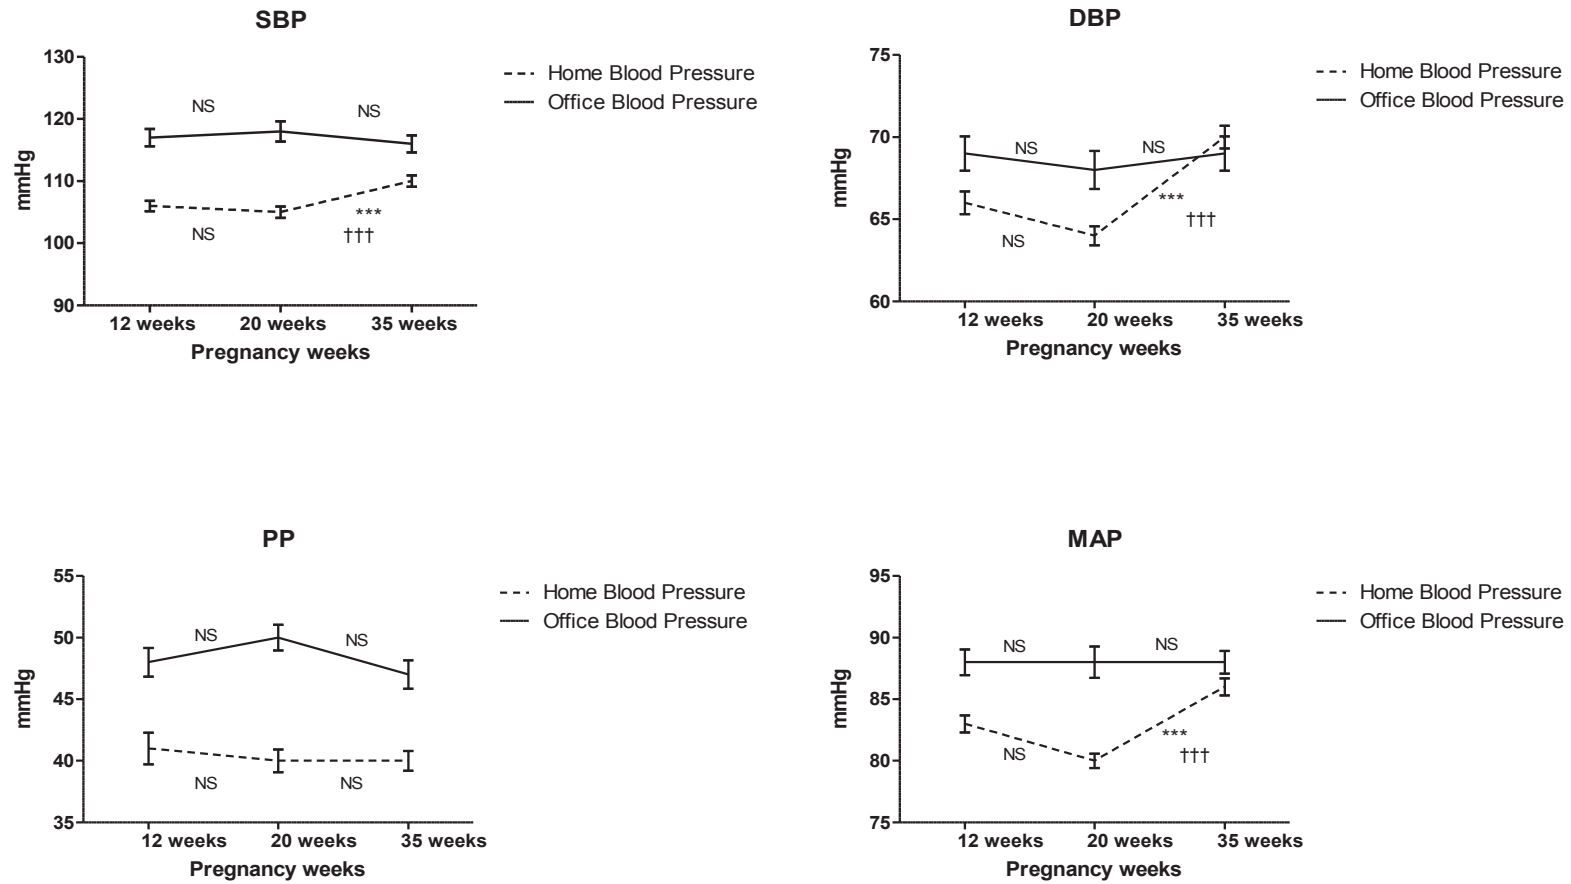 SBP
130
120
110
100
90
mmHg
NS
NS
NS
***
†††
12 weeks 20 weeks 35 weeks
Pregnancy weeks
Home Blood Pressure
Office Blood Pressure
DBP
75
70
65
60
mmHg
NS
NS
NS
***
†††
12 weeks 20 weeks 35 weeks
Pregnancy weeks
Home Blood Pressure
Office Blood Pressure
PP
55
50
45
40
35
mmHg
NS
NS
NS
NS
12 weeks 20 weeks 35 weeks
Pregnancy weeks
Home Blood Pressure
Office Blood Pressure
MAP
95
90
85
80
75
mmHg
NS
NS
NS
***
†††
12 weeks 20 weeks 35 weeks
Pregnancy weeks
Home Blood Pressure
Office Blood Pressure